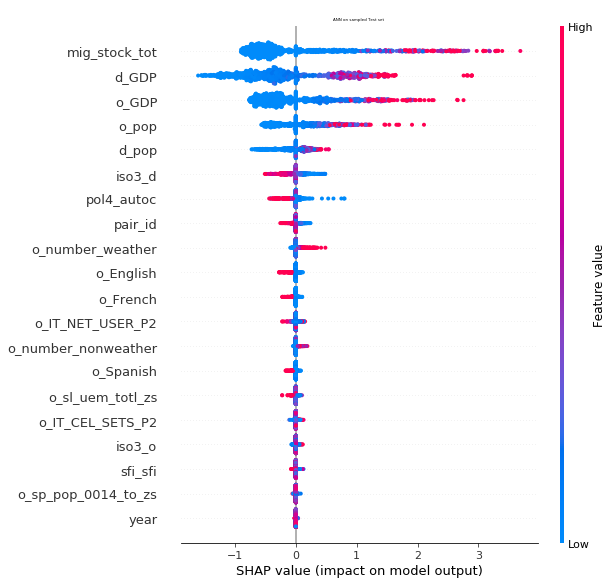 ANN on sampled Test set
High
mig_stock_tot
d_GDP
o_GDP
o_pop
d_pop
iso3_d
pol4_autoc
pair_id
o_number_weather
o_English
o_French
o_IT_NET_USER_P2
o_number_nonweather
o_Spanish
o_sl_uem_totl_zs
o_IT_CEL_SETS_P2
iso3_o
sfi_sfi
o_sp_pop_0014_to_zs
year
Feature value
Low
−1 0 1 2 3
SHAP value (impact on model output)